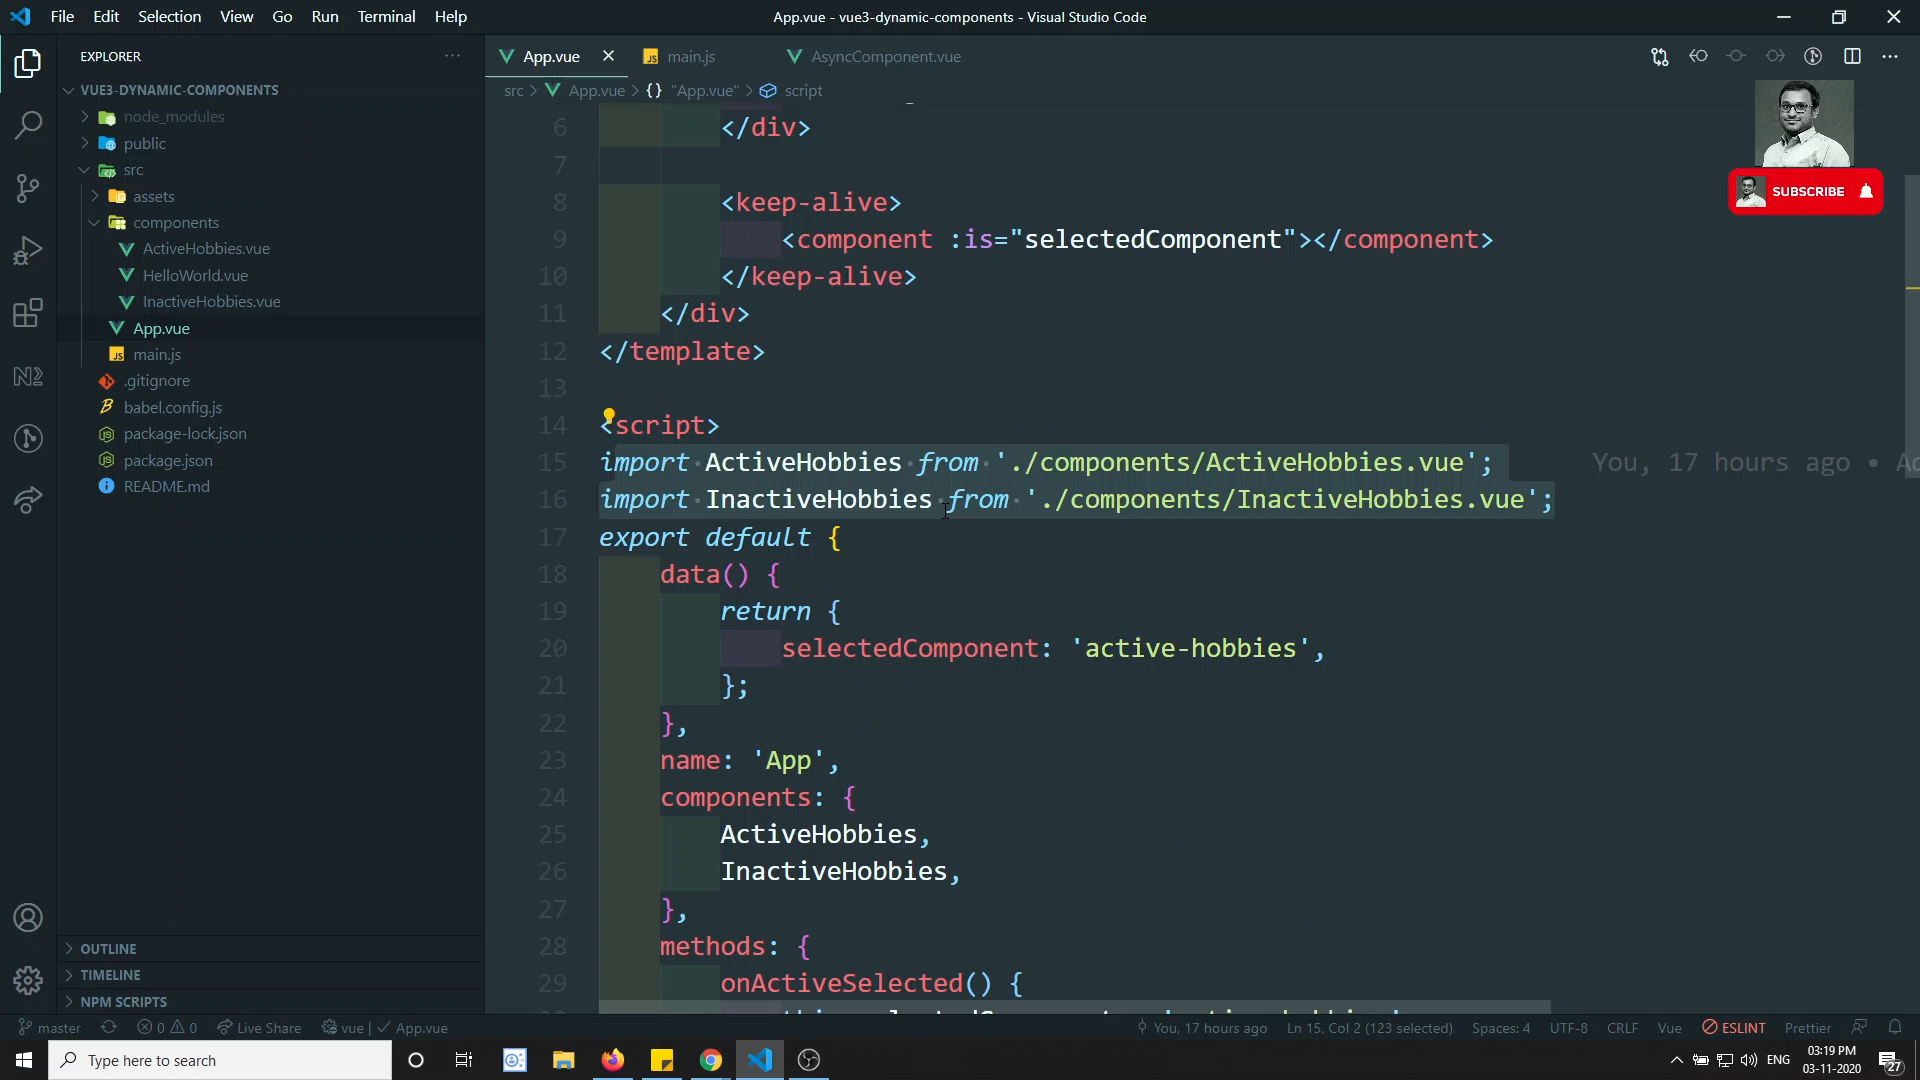 File Edit Selection View Go Run Terminal Help
App.vue - vue3-dynamic-components - Visual Studio Code
EXPLORER
VUE3-DYNAMIC-COMPONENTS
node_modules
public
src
assets
components
ActiveHobbies.vue
HelloWorld.vue
InactiveHobbies.vue
App.vue
JS main.js
.gitignore
babel.config.js
package-lock.json
package.json
README.md
OUTLINE
TIMELINE
NPM SCRIPTS
App.vue JS main.js AsyncComponent.vue
src > App.vue > {} "App.vue" > script
SUBSCRIBE
6 </div>
7
8 <keep-alive>
9 <component :is="selectedComponent"></component>
10 </keep-alive>
11 </div>
12 </template>
13
14 <script>
15 import ActiveHobbies from './components/ActiveHobbies.vue'; You, 17 hours ago •
16 import InactiveHobbies from './components/InactiveHobbies.vue';
17 export default {
18 data() {
19 return {
20 selectedComponent: 'active-hobbies',
21 };
22 },
23 name: 'App',
24 components: {
25 ActiveHobbies,
26 InactiveHobbies,
27 },
28 methods: {
29 onActiveSelected() {
master 0 0 Live Share vue | ✓ App.vue You, 17 hours ago Ln 15, Col 2 (123 selected) Spaces: 4 UTF-8 CRLF Vue ESLINT Prettier
Type here to search
ENG
03:19 PM
03-11-2020
27